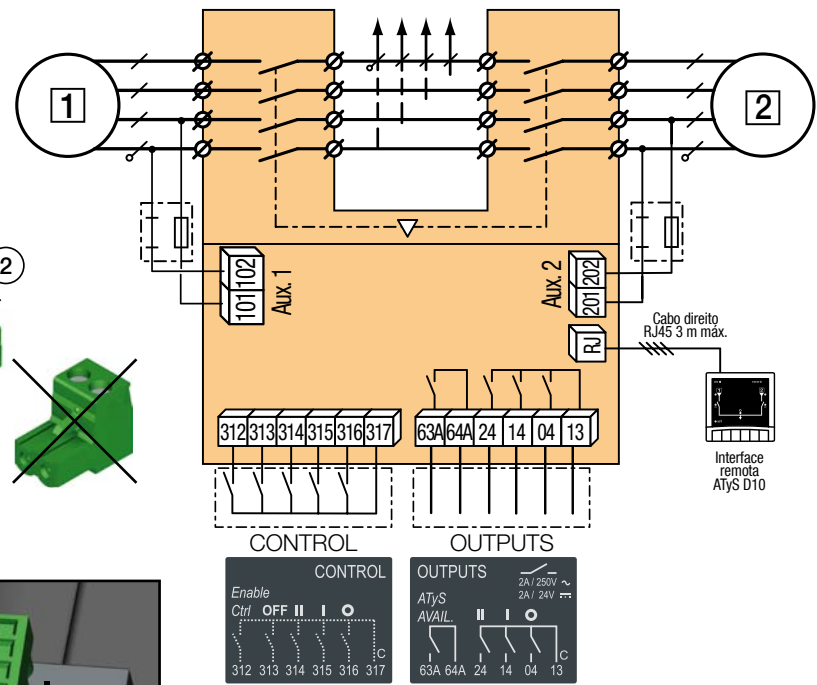 1
2
2
102
101
Aux. 1
Aux. 2
202
201
RJ
Cabo direito
RJ45 3 m máx.
Interface
remota
ATyS D10
312 313 314 315 316 317
63A 64A 24 14 04 13
CONTROL
OUTPUTS
CONTROL
Enable
Ctrl OFF II I O
C
312 313 314 315 316 317
OUTPUTS
2A / 250V ~
2A / 24V ⎓
ATyS
AVAIL. II I O
C
63A 64A 24 14 04 13